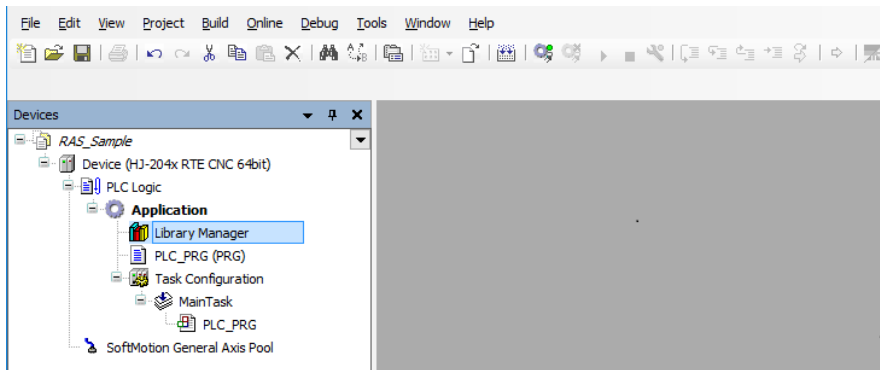 File Edit View Project Build Online Debug Tools Window Help
Devices
RAS_Sample
Device (HJ-204x RTE CNC 64bit)
PLC Logic
Application
Library Manager
PLC_PRG (PRG)
Task Configuration
MainTask
PLC_PRG
SoftMotion General Axis Pool